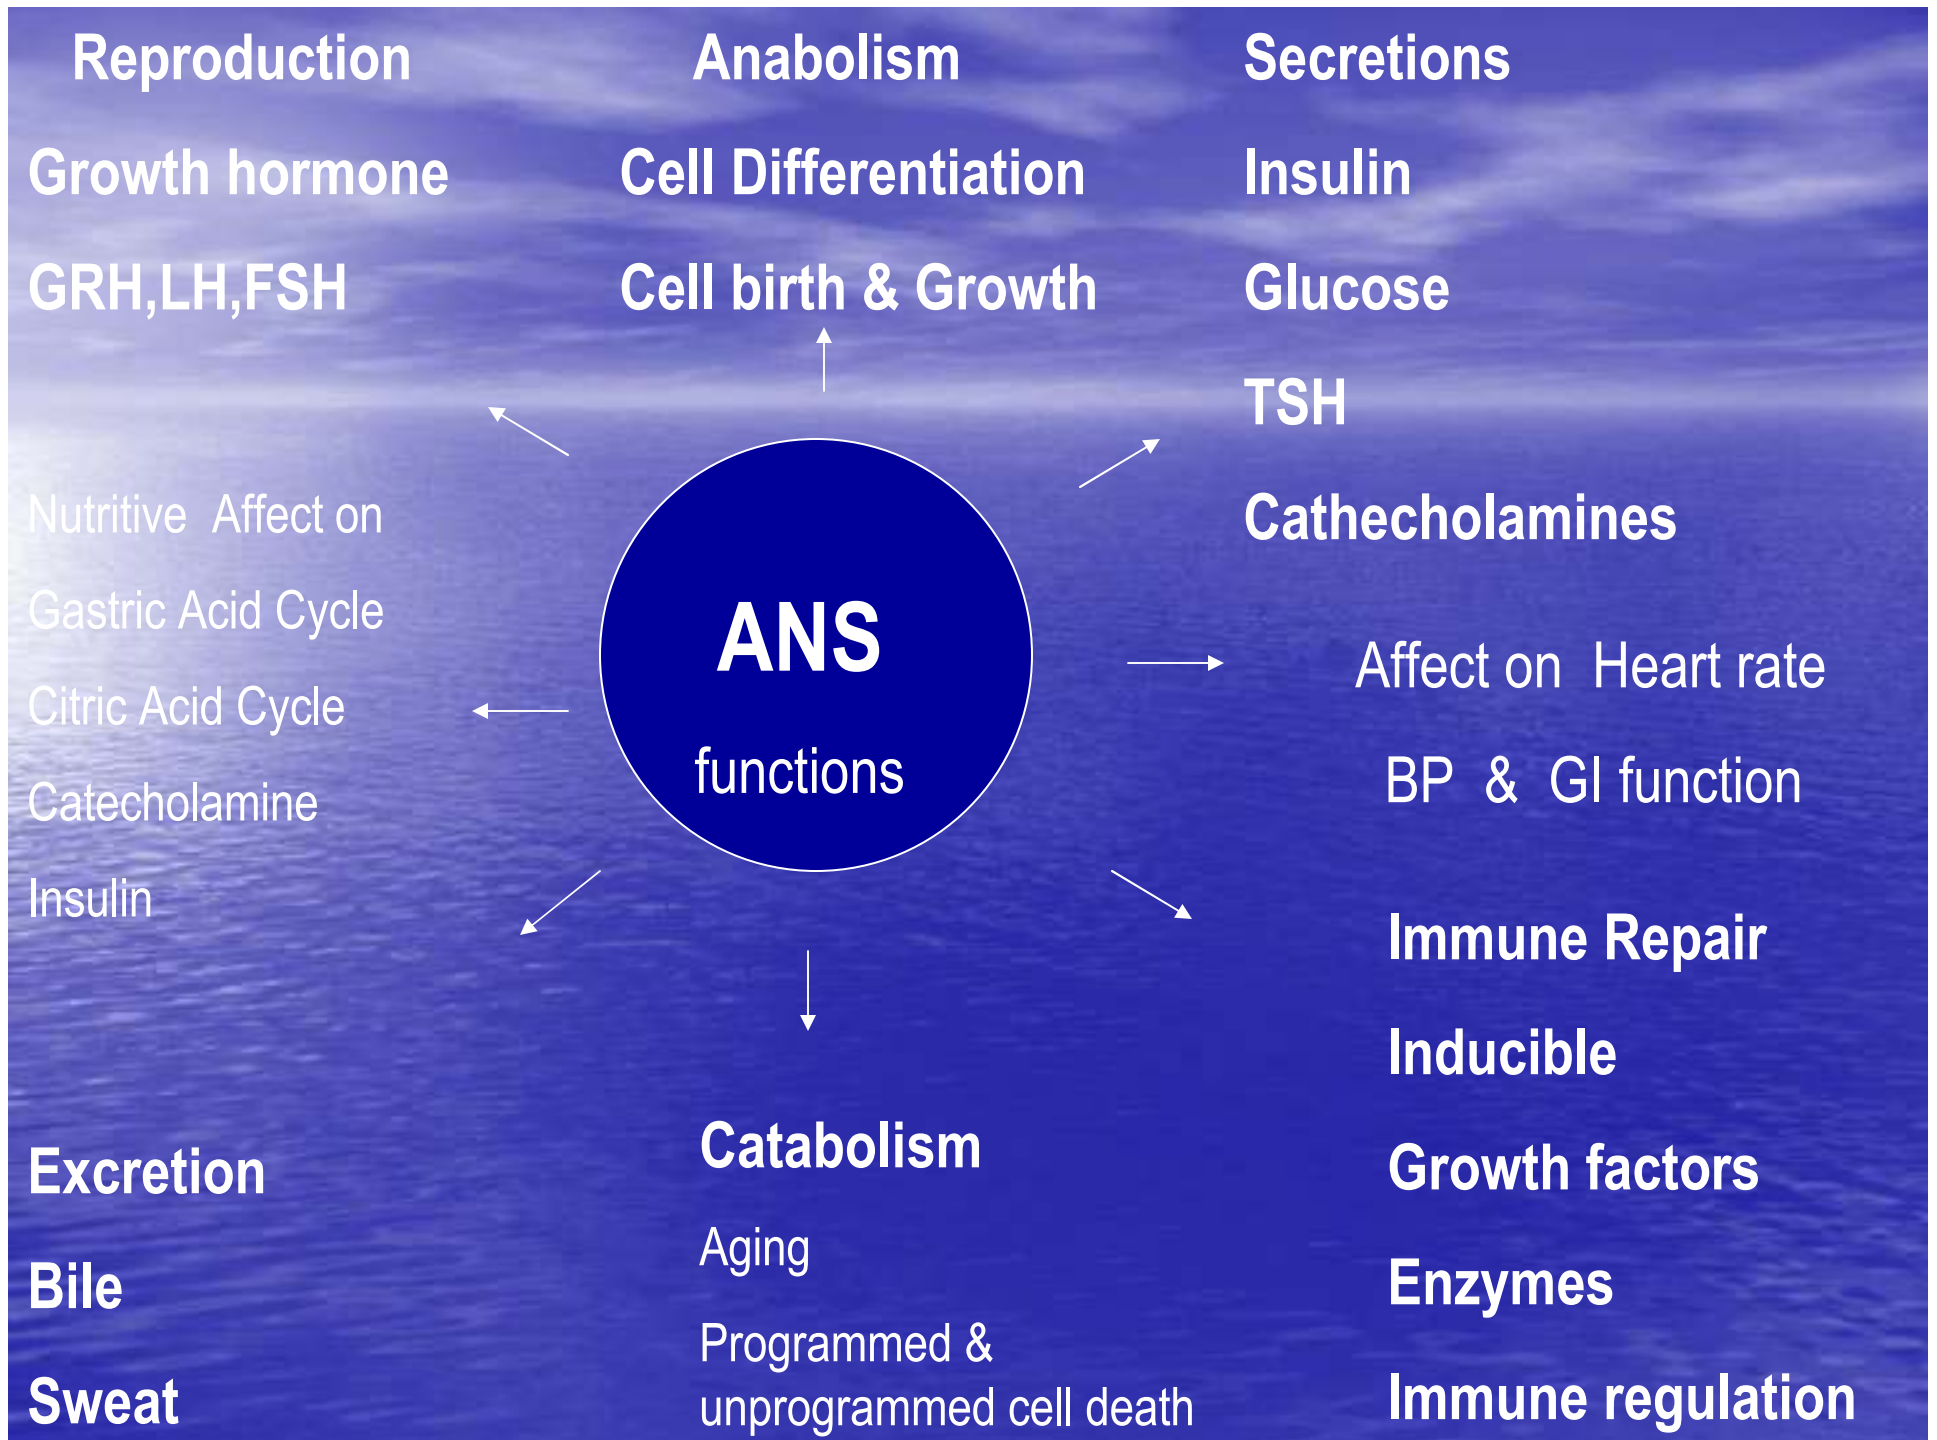 Reproduction
Growth hormone
GRH,LH,FSH
Anabolism
Cell Differentiation
Cell birth & Growth
Secretions
Insulin
Glucose
TSH
Cathecholamines
Nutritive Affect on
Gastric Acid Cycle
Citric Acid Cycle
Catecholamine
Insulin
ANS
functions
Affect on Heart rate
BP & GI function
Excretion
Bile
Sweat
Catabolism
Aging
Programmed &
unprogrammed cell death
Immune Repair
Inducible
Growth factors
Enzymes
Immune regulation